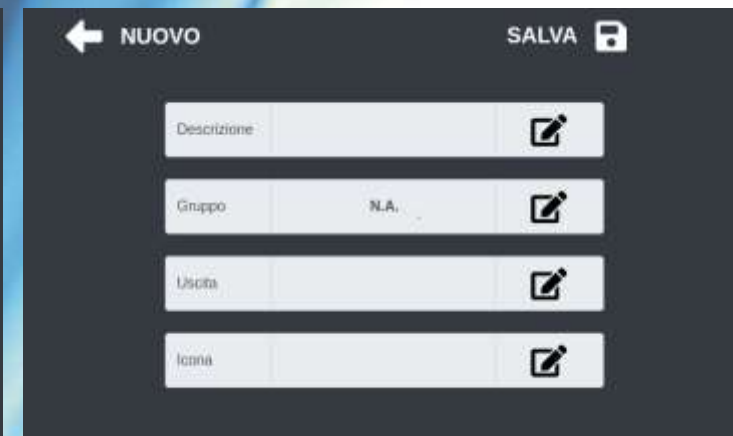 NUOVO
SALVA
Descrizione
Gruppo N.A.
Uscita
Icona